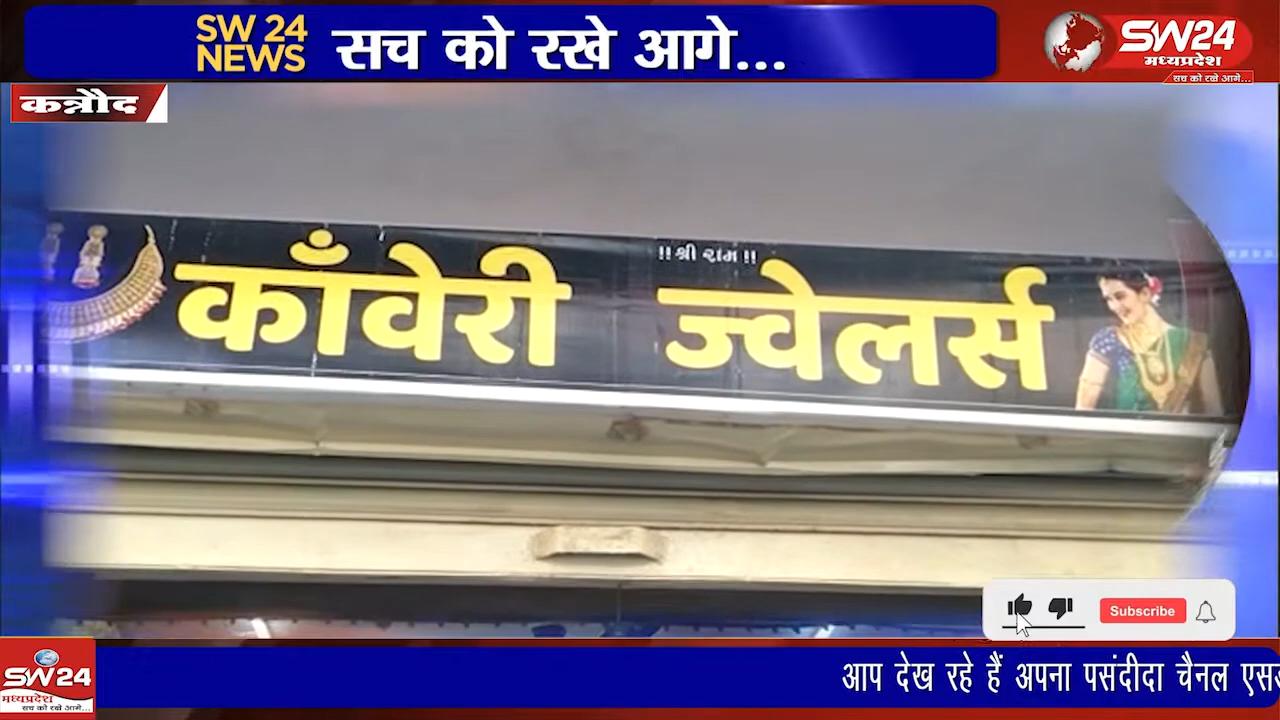 SW 24
NEWS
सच को रखे आगे...
SW24
मध्यप्रदेश
सच को रखे आगे...
कन्नौद
!! श्री राम !!
काँवेरी ज्वेलर्स
Subscribe
SW24
मध्यप्रदेश
सच को रखे आगे...
आप देख रहे हैं अपना पसंदीदा चैनल